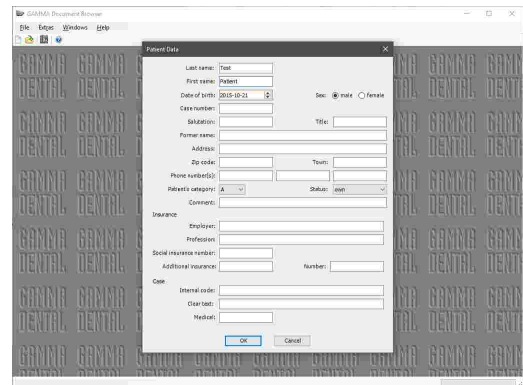 GAMMA Document Browser
File Extras Windows Help
Patient Data
Last name: Test
First name: Patient
Date of birth: 2015-10-21 Sex: male female
Case number:
Salutation: Title:
Former name:
Address:
Zip code: Town:
Phone number(s):
Patient's category: A Status: own
Comment:
Insurance
Employer:
Profession:
Social insurance number:
Additional insurance: Number:
Case
Internal code:
Clear text:
Medical:
OK Cancel
GAMMA
DENTAL